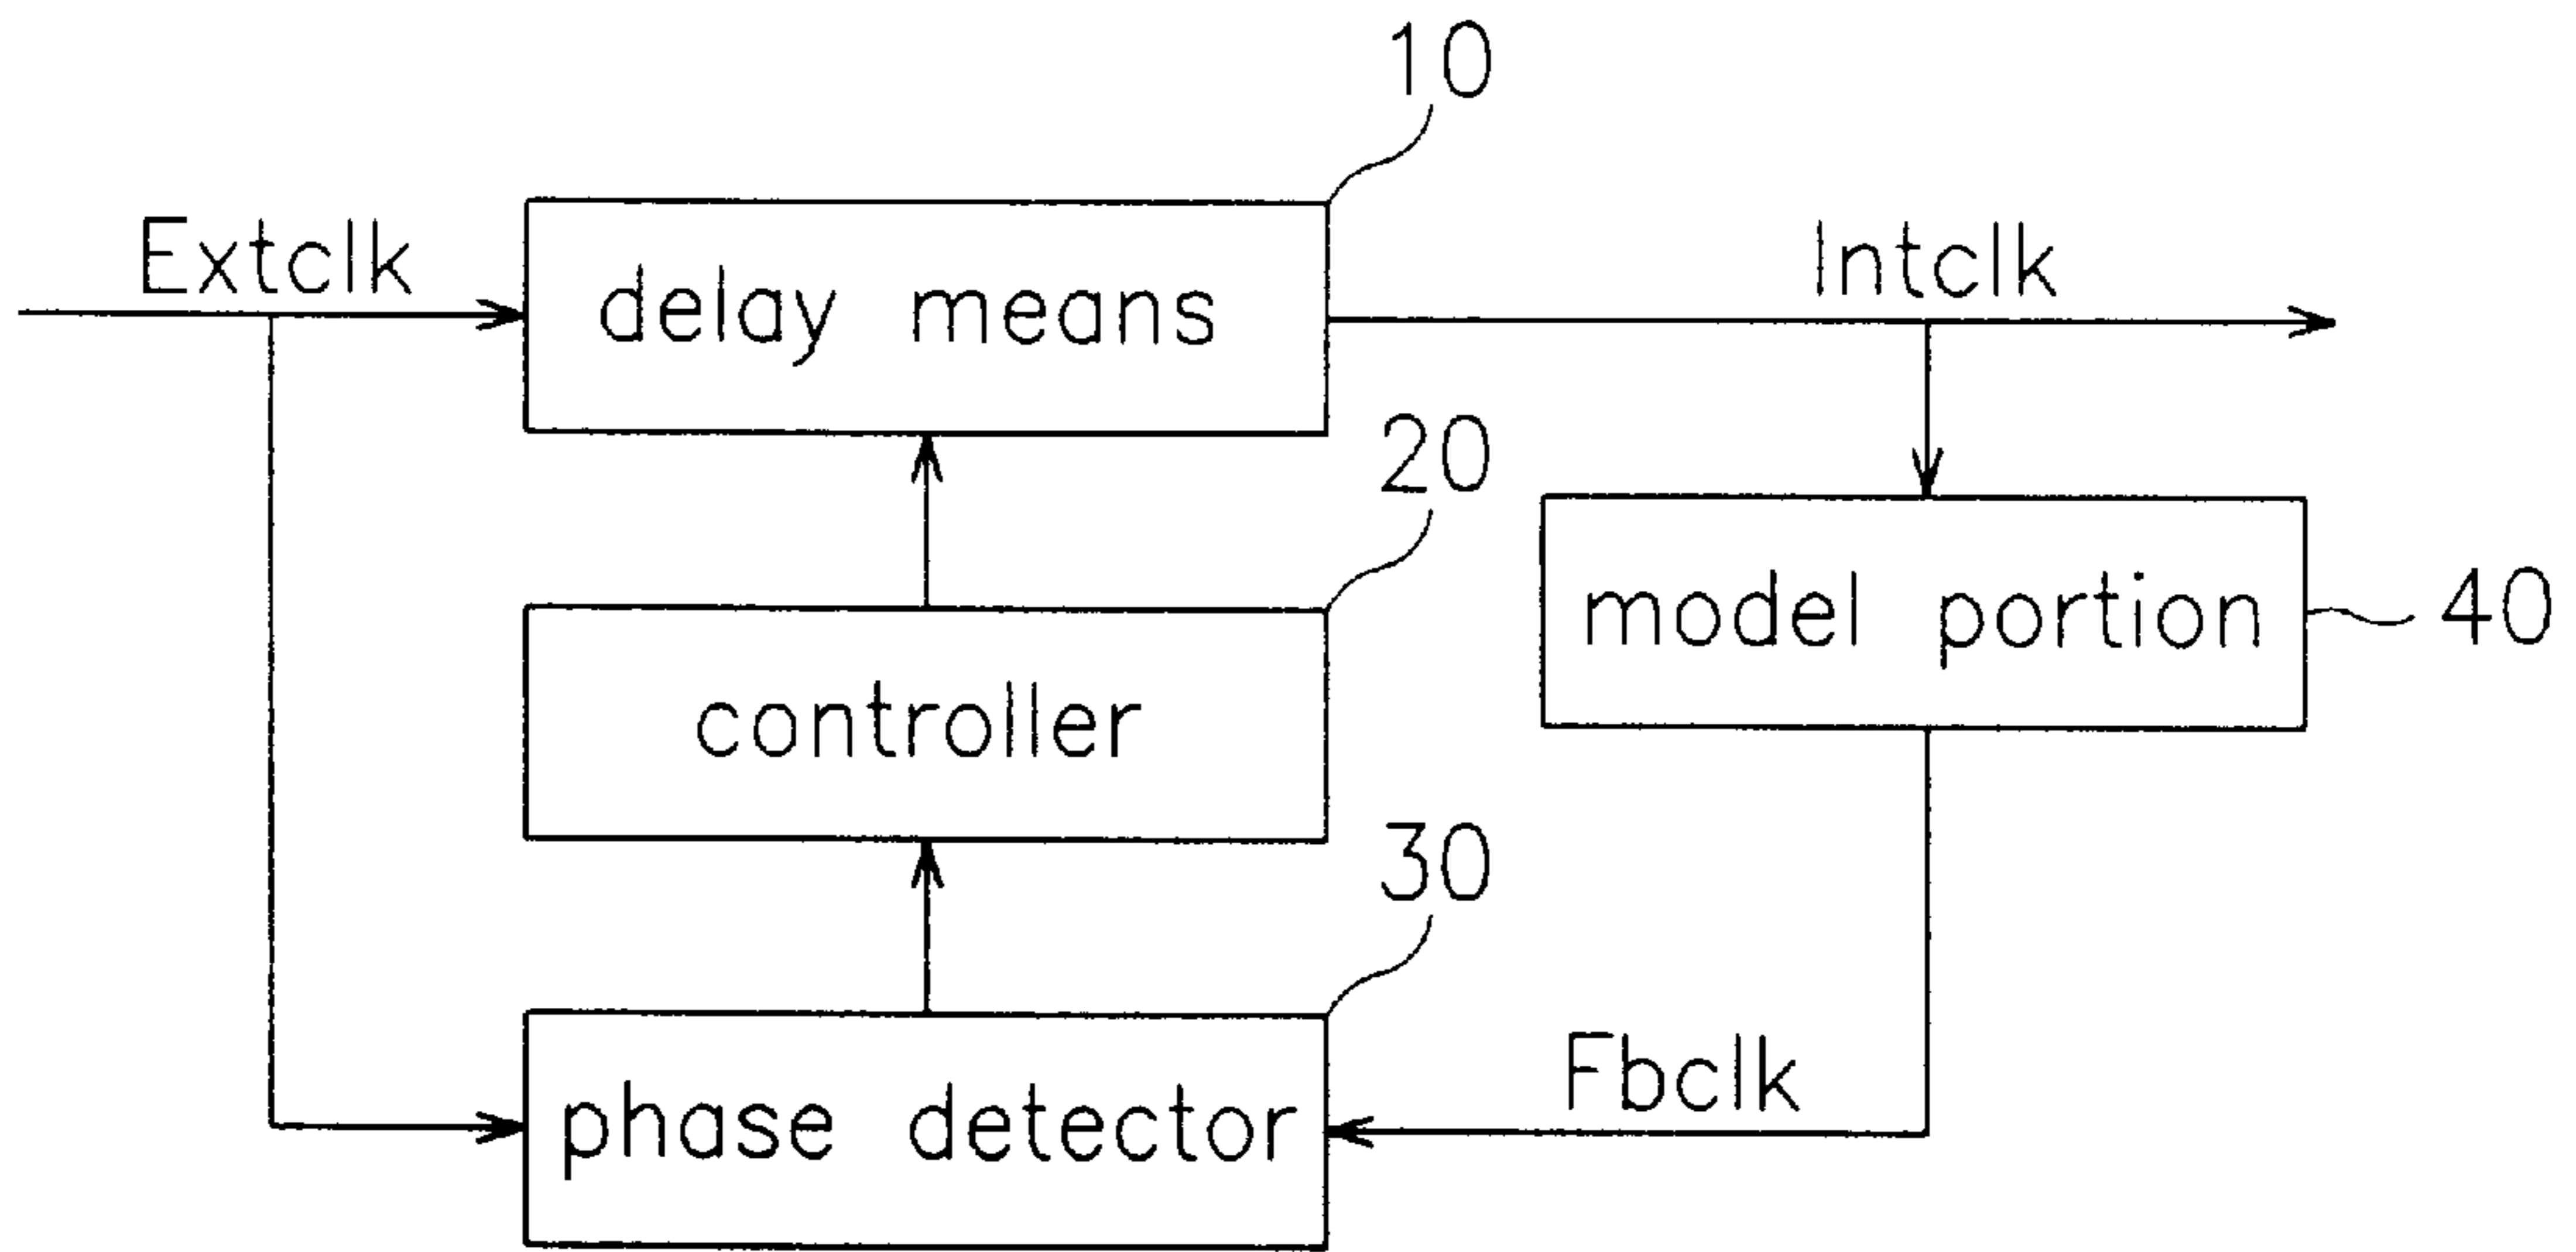 10
Extclk
delay means
Intclk
20
model portion
40
controller
30
Fbclk
phase detector